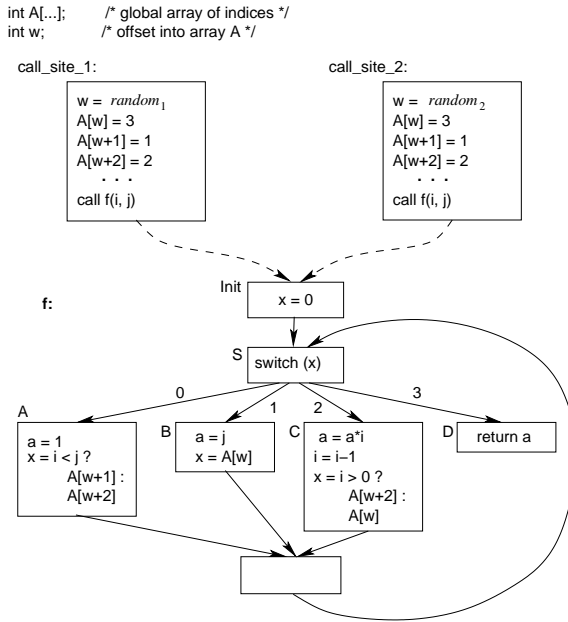 int A[...]; /* global array of indices */
int w; /* offset into array A */
call_site_1:
w = random1
A[w] = 3
A[w+1] = 1
A[w+2] = 2
. . .
call f(i, j)
call_site_2:
w = random2
A[w] = 3
A[w+1] = 1
A[w+2] = 2
. . .
call f(i, j)
f:
Init
x = 0
S
switch (x)
0
1
2
3
A
a = 1
x = i < j ?
A[w+1] :
A[w+2]
B
a = j
x = A[w]
C
a = a*i
i = i−1
x = i > 0 ?
A[w+2] :
A[w]
D
return a